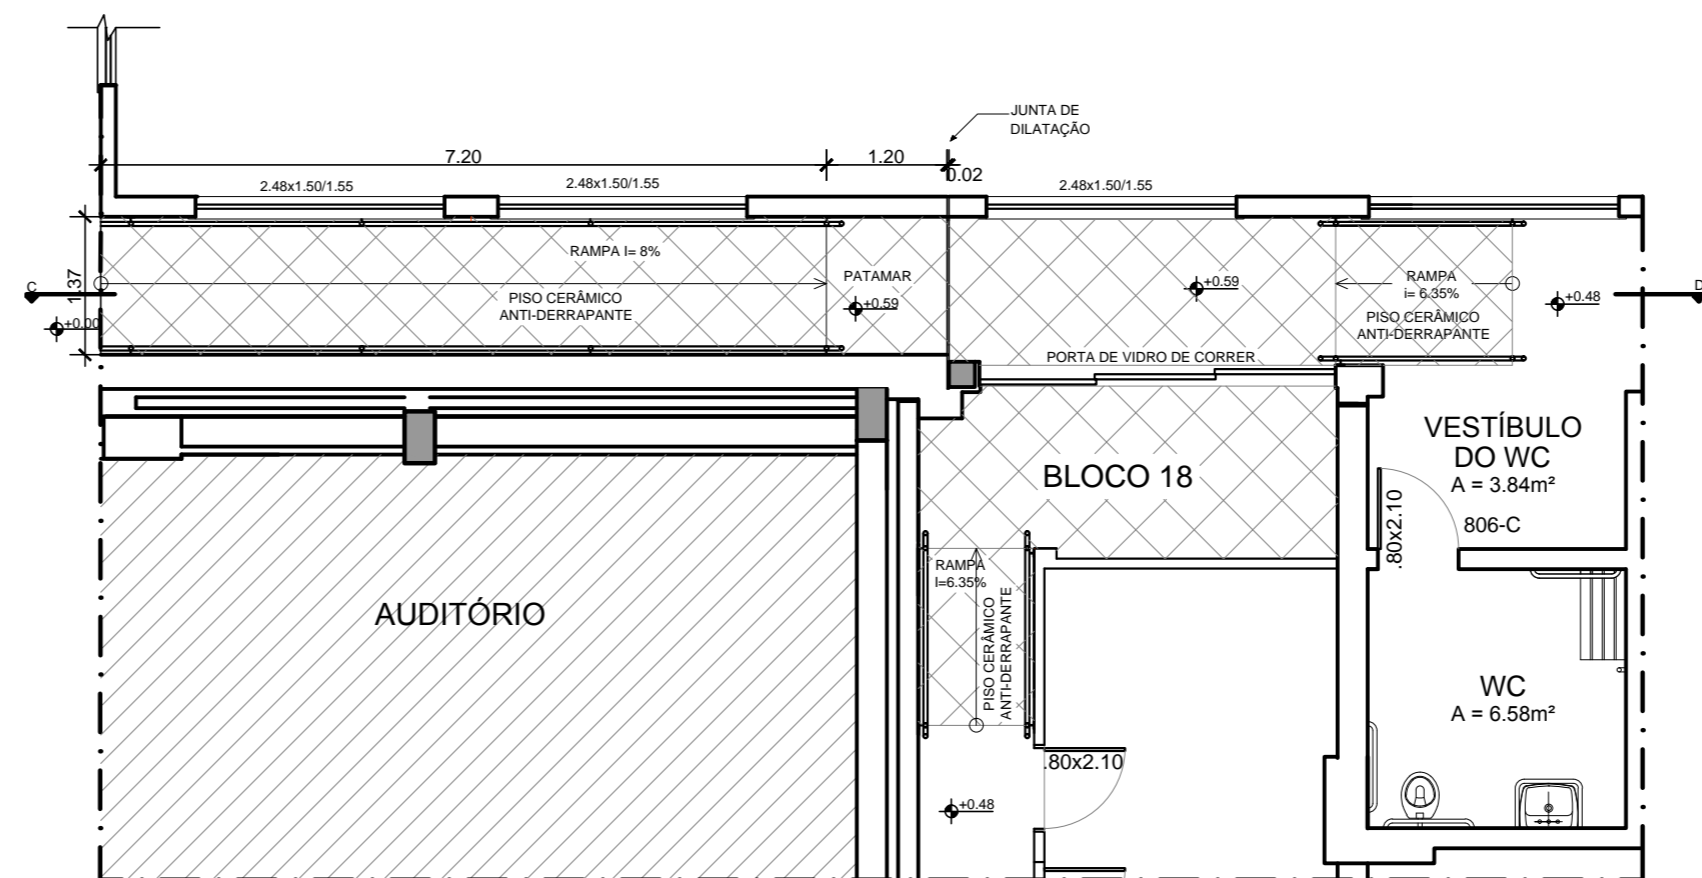 JUNTA DE
DILATAÇÃO
7.20
1.20
0.02
2.48x1.50/1.55
2.48x1.50/1.55
2.48x1.50/1.55
RAMPA I= 8%
1.37
PISO CERÂMICO
ANTI-DERRAPANTE
PATAMAR
+0.59
+0.59
RAMPA
i= 6.35%
PISO CERÂMICO
ANTI-DERRAPANTE
+0.48
C
D
+0.00
PORTA DE VIDRO DE CORRER
BLOCO 18
VESTÍBULO
DO WC
A = 3.84m²
806-C
.80x2.10
RAMPA
I=6.35%
PISO CERÂMICO
ANTI-DERRAPANTE
AUDITÓRIO
WC
A = 6.58m²
.80x2.10
+0.48